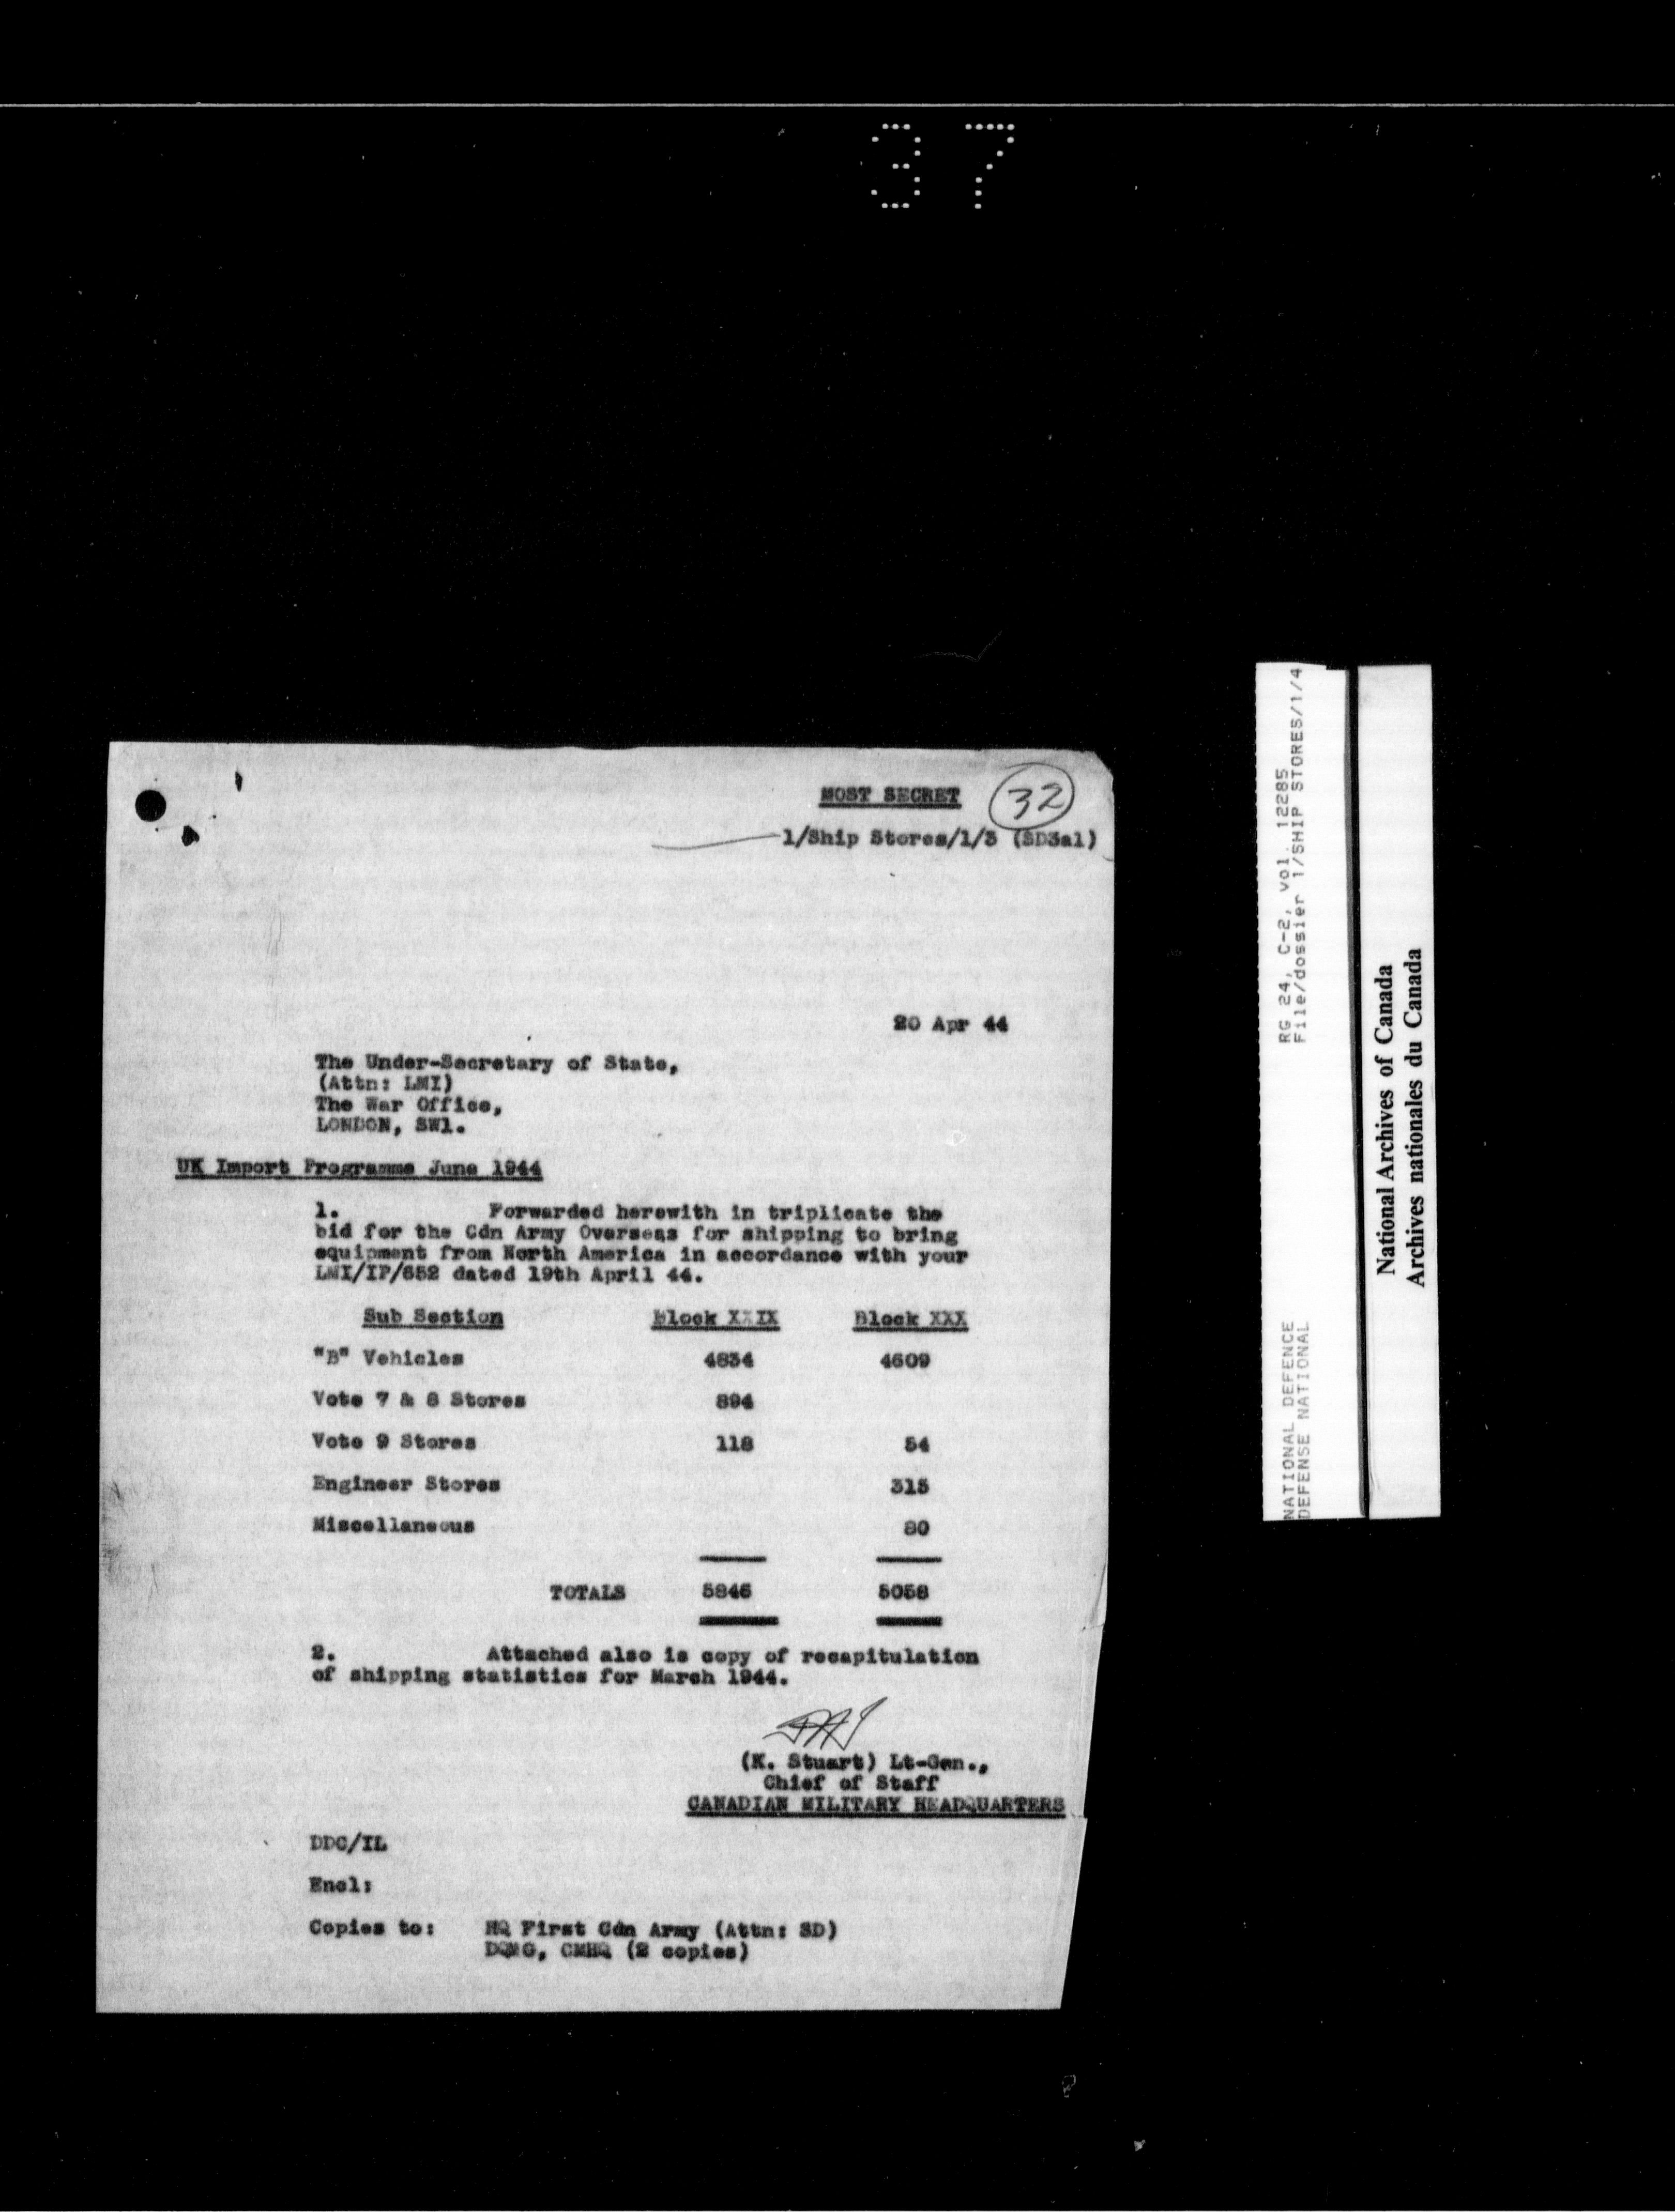 37
MOST SECRET
32
1/Ship Stores/1/3 (SD3a1)
20 Apr 44
The Under-Secretary of State,
(Attn: LMI)
The War Office,
LONDON, SW1.
UK Import Programme June 1944
1. Forwarded herewith in triplicate the
bid for the Cdn Army Overseas for shipping to bring
equipment from North America in accordance with your
LMI/IP/652 dated 19th April 44.
Sub Section Block XXIX Block XXX
"B" Vehicles 4834 4609
Vote 7 & 8 Stores 894
Vote 9 Stores 118 54
Engineer Stores 315
Miscellaneous 80
TOTALS 5846 5058
2. Attached also is copy of recapitulation
of shipping statistics for March 1944.
(K. Stuart) Lt-Gen.,
Chief of Staff
CANADIAN MILITARY HEADQUARTERS
DDC/IL
Encl:
Copies to: HQ First Cdn Army (Attn: SD)
DQMG, CMHQ (2 copies)
NATIONAL DEFENCE RG 24, C-2, vol. 12285
DEFENSE NATIONAL File/dossier 1/SHIP STORES/1/4
National Archives of Canada
Archives nationales du Canada